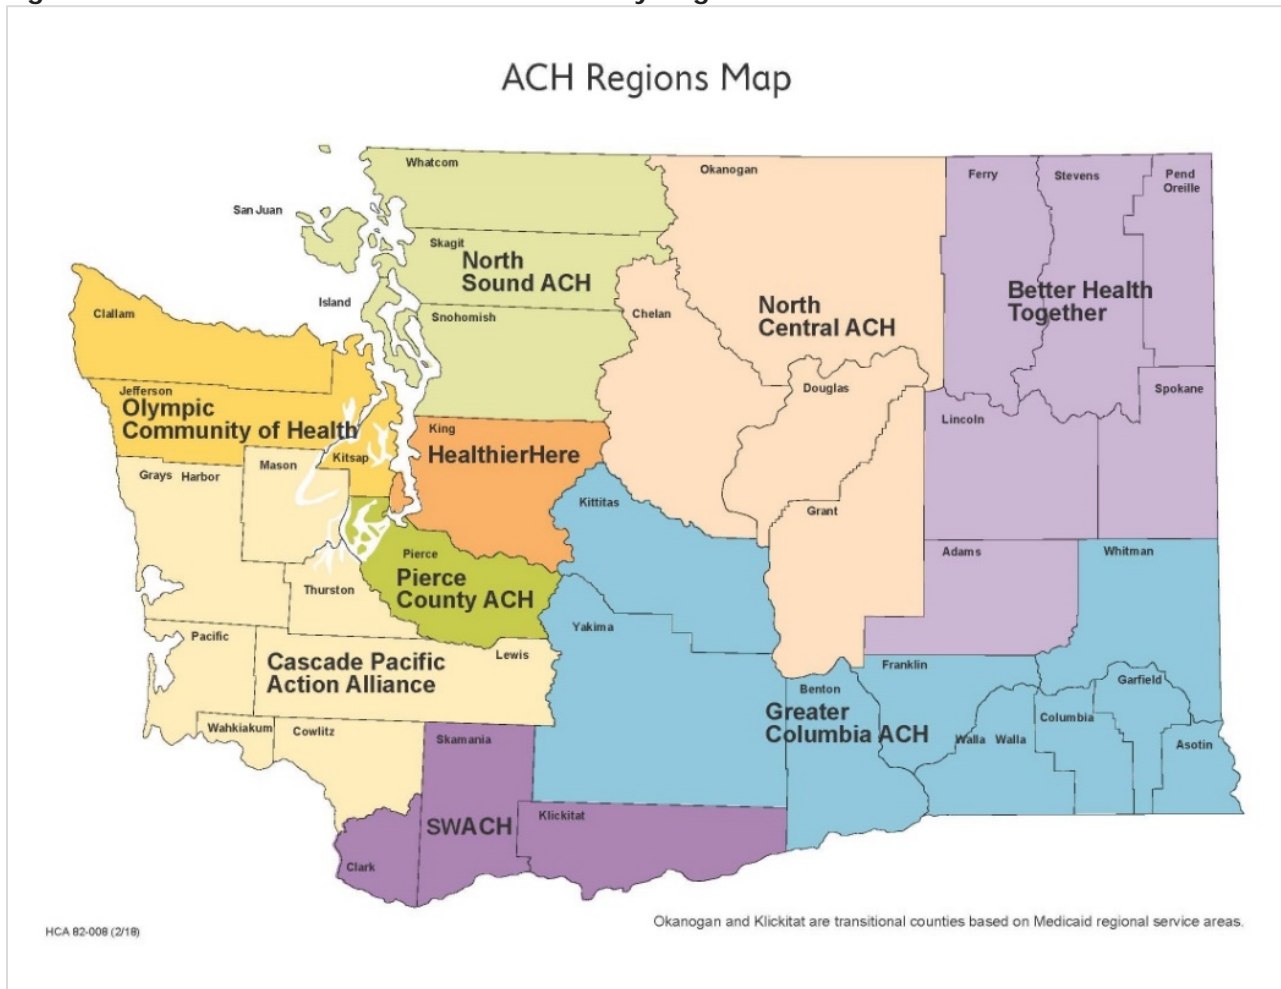 ACH Regions Map
Whatcom
Okanogan
Ferry
Stevens
Pend
Oreille
San Juan
Skagit
North
Sound ACH
Island
Snohomish
Chelan
North
Central ACH
Better Health
Together
Clallam
Jefferson
Olympic
Community of Health
Douglas
Spokane
Lincoln
King
HealthierHere
Kitsap
Mason
Grays Harbor
Kittitas
Grant
Adams
Whitman
Pierce
Pierce
County ACH
Thurston
Yakima
Pacific
Lewis
Cascade Pacific
Action Alliance
Franklin
Garfield
Benton
Greater
Columbia ACH
Columbia
Walla Walla
Asotin
Wahkiakum
Cowlitz
Skamania
SWACH
Klickitat
Clark
Okanogan and Klickitat are transitional counties based on Medicaid regional service areas.
HCA 82-008 (2/18)